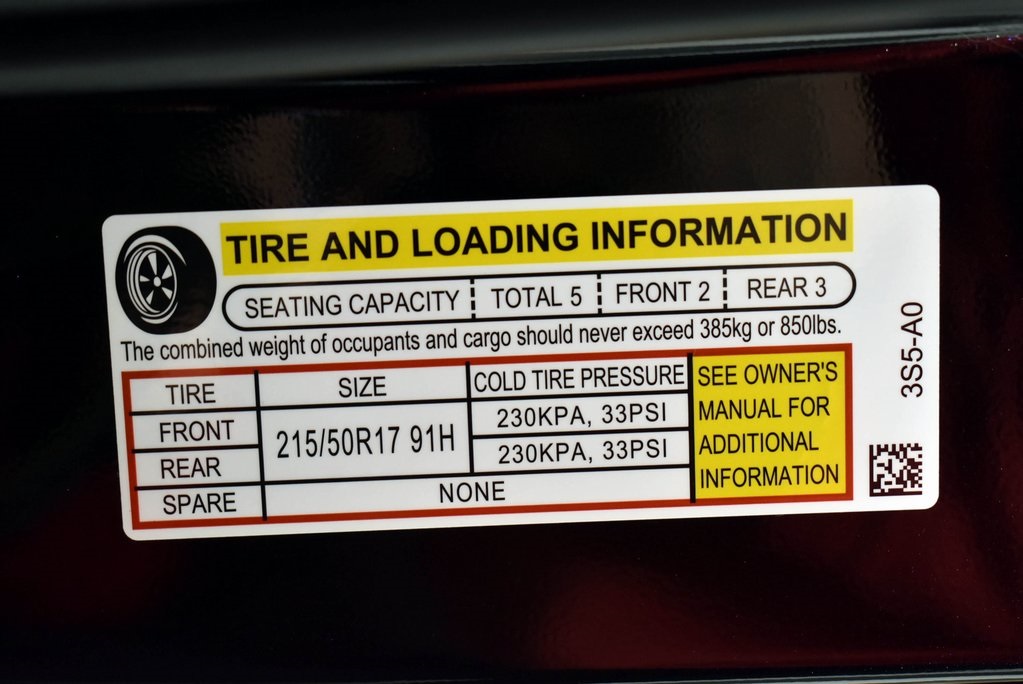 TIRE AND LOADING INFORMATION
SEATING CAPACITY TOTAL 5 FRONT 2 REAR 3
The combined weight of occupants and cargo should never exceed 385kg or 850lbs.
TIRE SIZE COLD TIRE PRESSURE
FRONT 215/50R17 91H 230KPA, 33PSI
REAR 230KPA, 33PSI
SPARE NONE
SEE OWNER'S
MANUAL FOR
ADDITIONAL
INFORMATION
3S5-A0